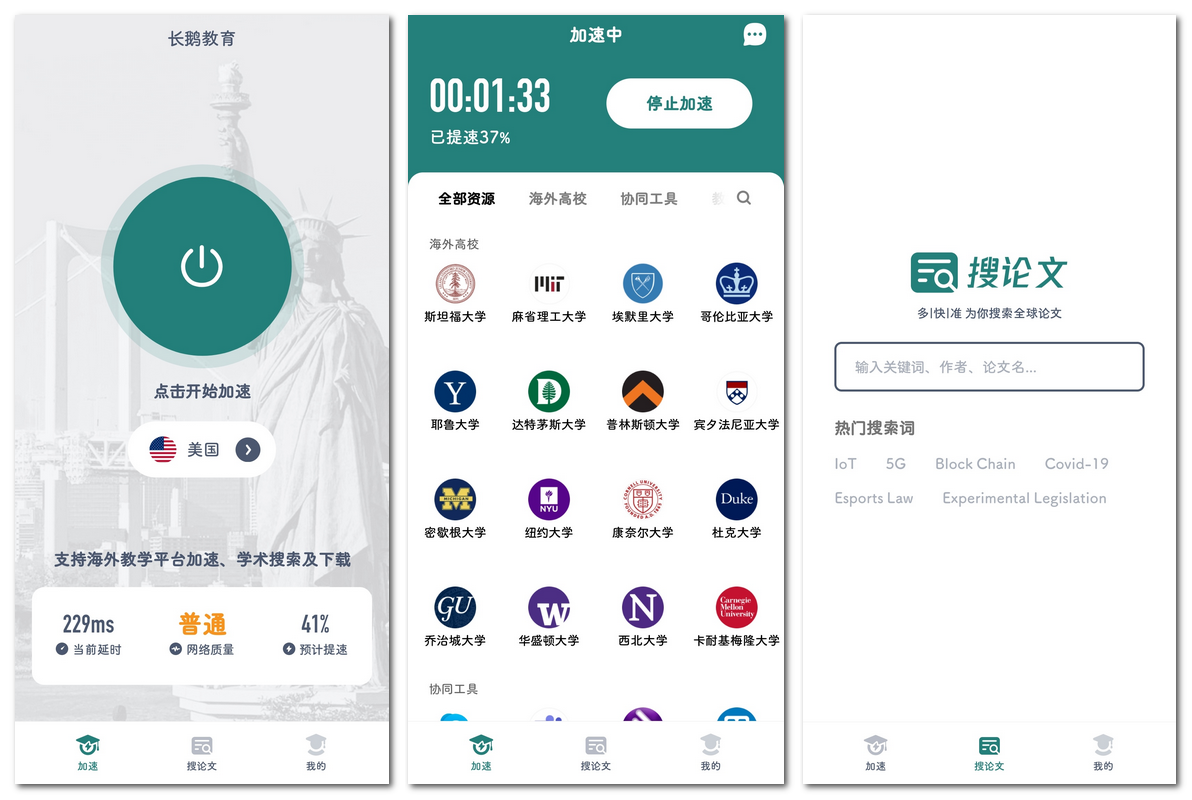 长鹅教育
点击开始加速
美国
支持海外教学平台加速、学术搜索及下载
229ms 普通 41%
当前延时 网络质量 预计提速
加速 搜论文 我的
加速中
00:01:33
停止加速
已提速37%
全部资源 海外高校 协同工具
海外高校
MIT
斯坦福大学 麻省理工大学 埃默里大学 哥伦比亚大学
Y D
耶鲁大学 达特茅斯大学 普林斯顿大学 宾夕法尼亚大学
M MICHIGAN NYU CORNELL UNIVERSITY Duke
密歇根大学 纽约大学 康奈尔大学 杜克大学
GU W N Carnegie Mellon University
乔治城大学 华盛顿大学 西北大学 卡耐基梅隆大学
协同工具
加速 搜论文 我的
搜论文
多|快|准 为你搜索全球论文
输入关键词、作者、论文名...
热门搜索词
IoT 5G Block Chain Covid-19
Esports Law Experimental Legislation
加速 搜论文 我的